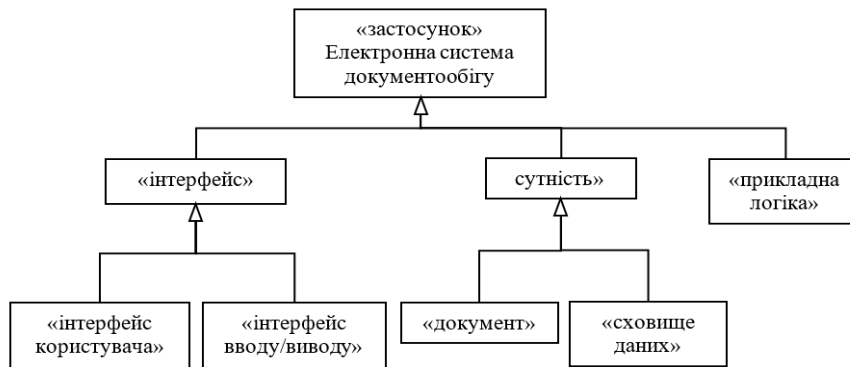 «застосунок»
Електронна система
документообігу
«інтерфейс»
сутність»
«прикладна
логіка»
«інтерфейс
користувача»
«інтерфейс
вводу/виводу»
«документ»
«сховище
даних»